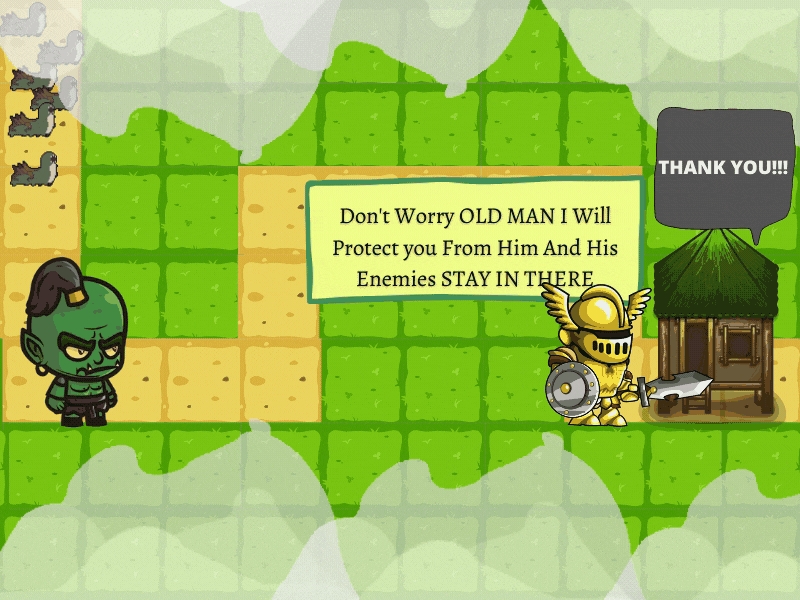 THANK YOU!!!
Don't Worry OLD MAN I Will
Protect you From Him And His
Enemies STAY IN THERE